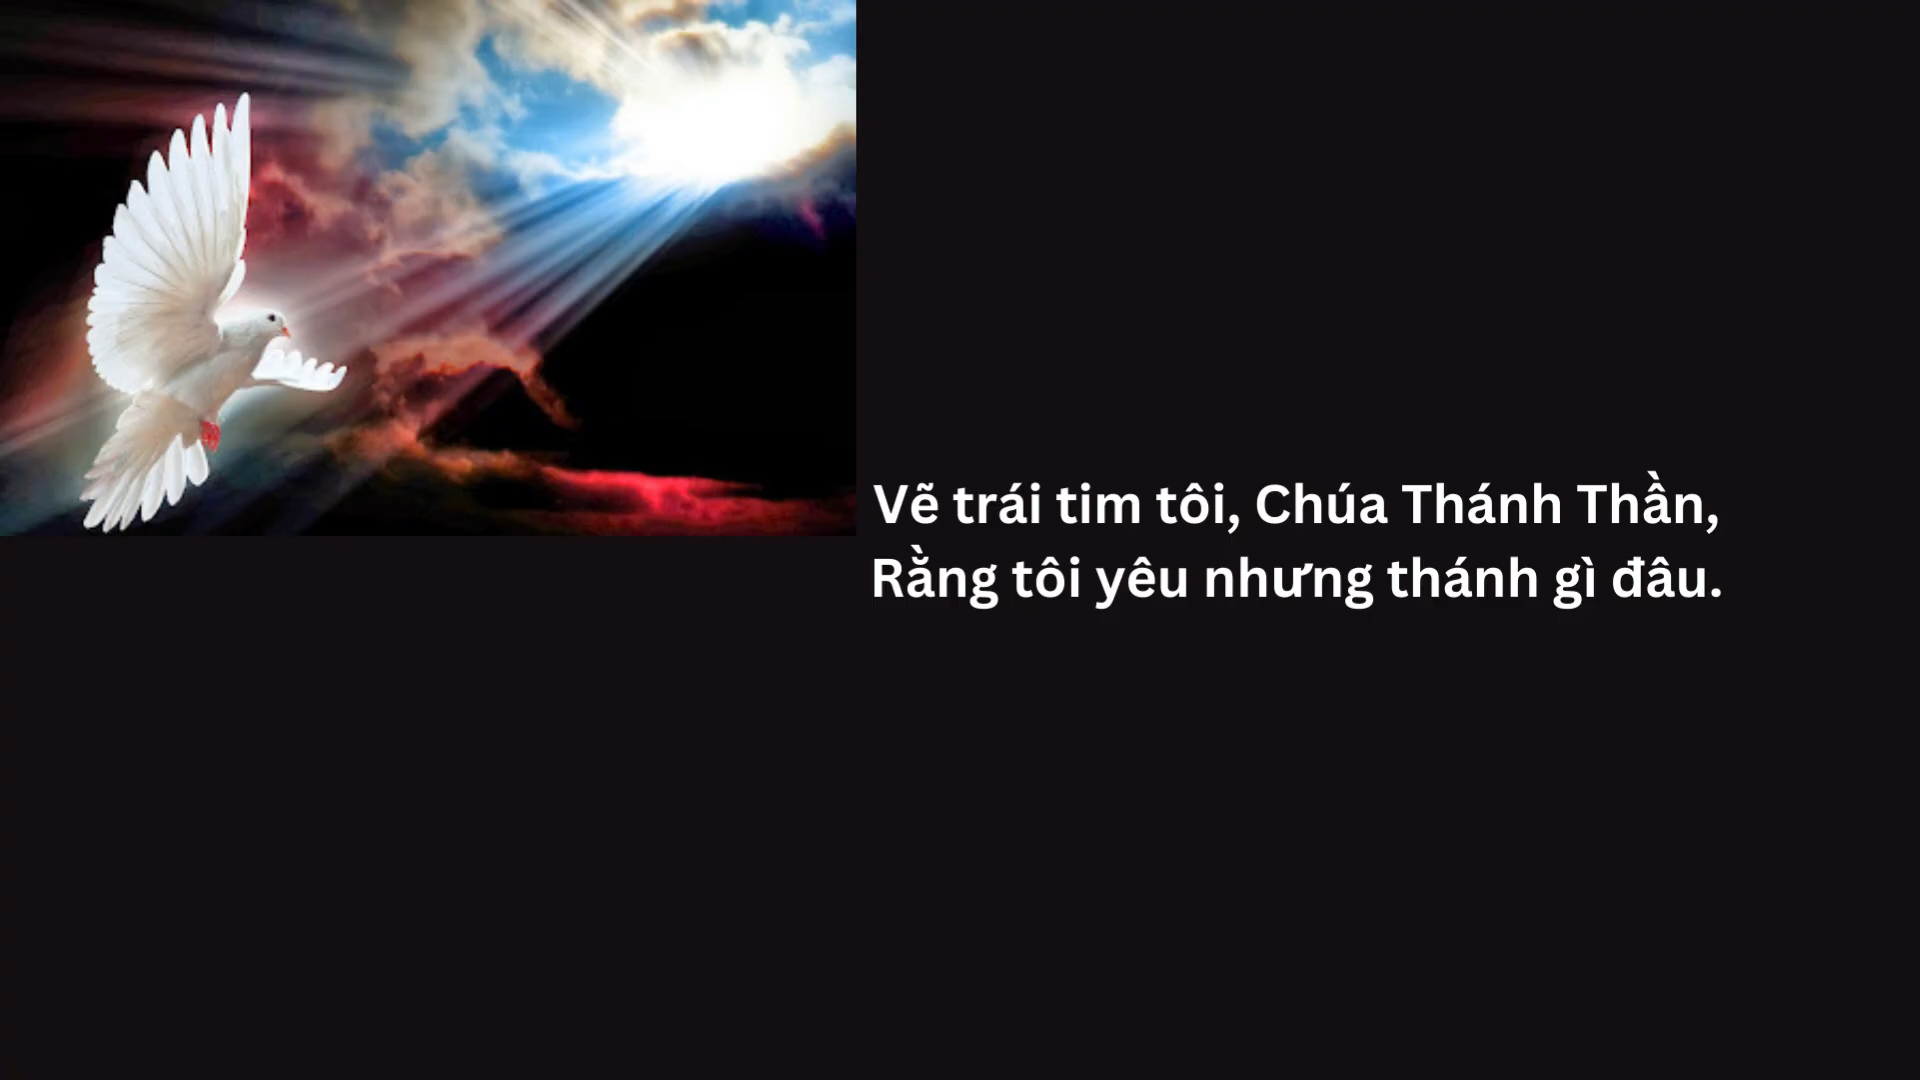 Vẽ trái tim tôi, Chúa Thánh Thần,
Rằng tôi yêu nhưng thánh gì đâu.